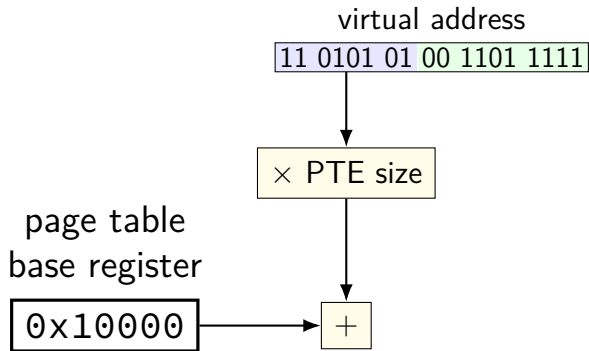 virtual address
11 0101 01 00 1101 1111
× PTE size
page table
base register
0x10000
+